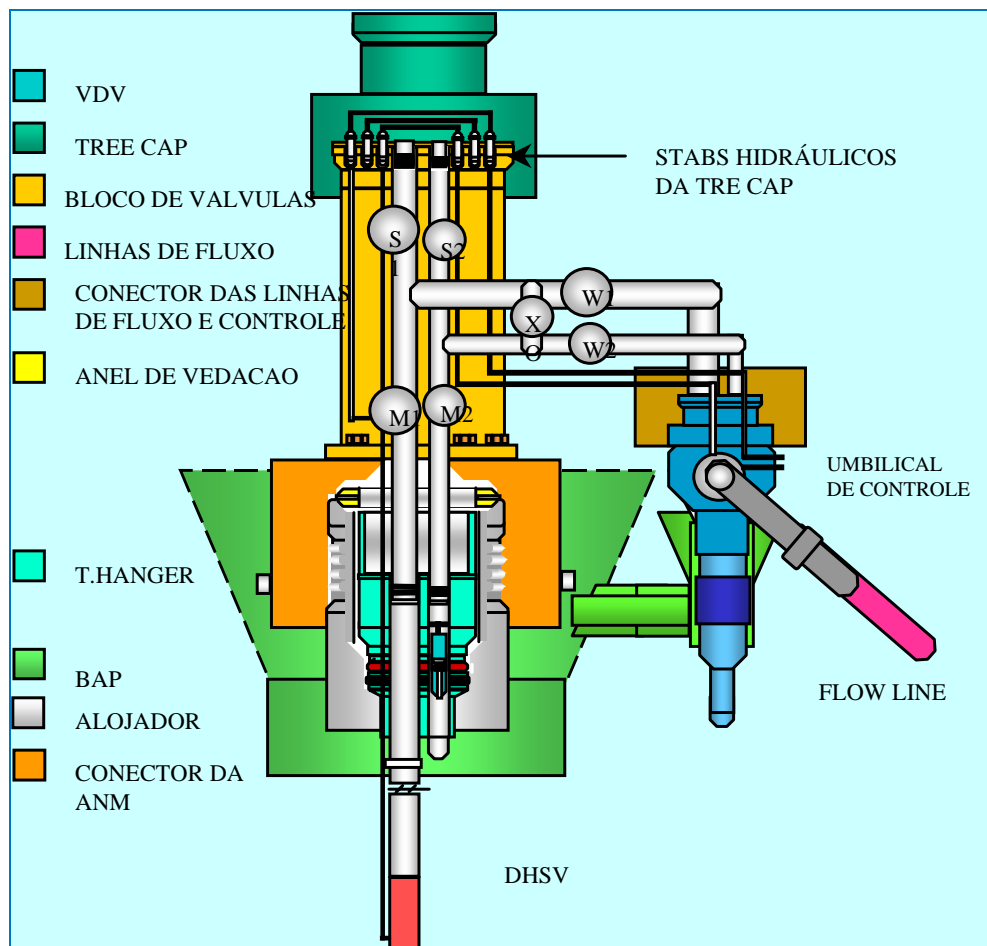 VDV
TREE CAP
BLOCO DE VALVULAS
LINHAS DE FLUXO
CONECTOR DAS LINHAS
DE FLUXO E CONTROLE
ANEL DE VEDACAO
T.HANGER
BAP
ALOJADOR
CONECTOR DA
ANM
STABS HIDRÁULICOS
DA TRE CAP
S
1
S2
W1
X
O
W2
M1
M2
UMBILICAL
DE CONTROLE
FLOW LINE
DHSV